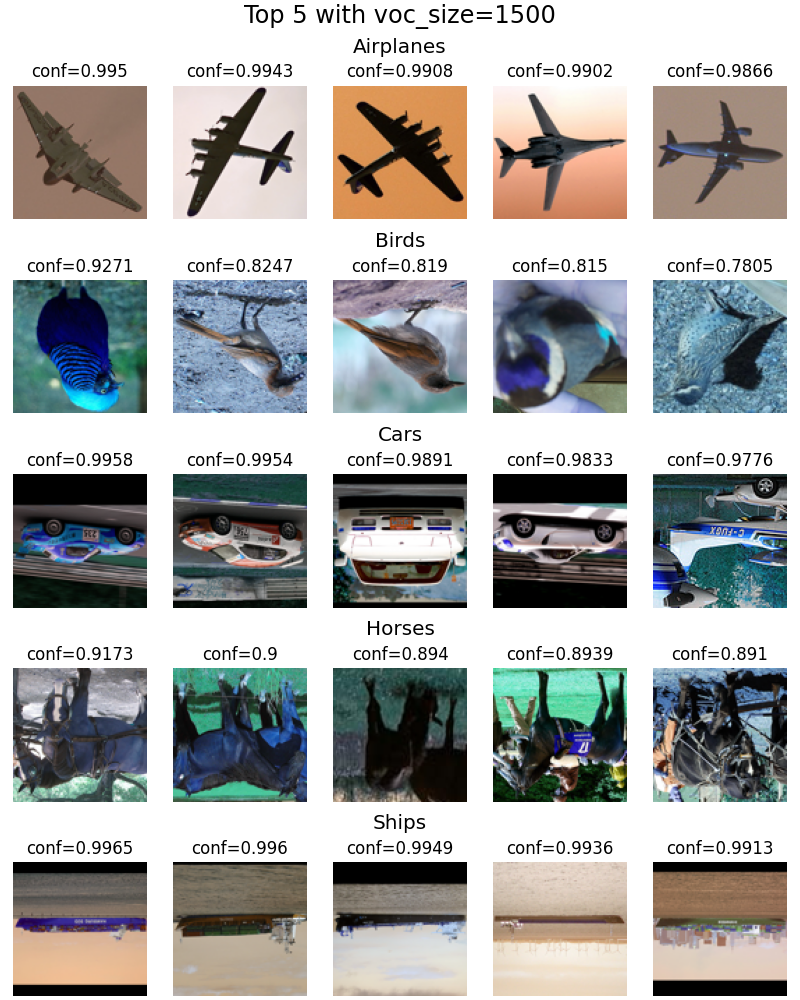 Top 5 with voc_size=1500
Airplanes
conf=0.995 conf=0.9943 conf=0.9908 conf=0.9902 conf=0.9866
Birds
conf=0.9271 conf=0.8247 conf=0.819 conf=0.815 conf=0.7805
Cars
conf=0.9958 conf=0.9954 conf=0.9891 conf=0.9833 conf=0.9776
C-FUGX
Horses
conf=0.9173 conf=0.9 conf=0.894 conf=0.8939 conf=0.891
17
Ships
conf=0.9965 conf=0.996 conf=0.9949 conf=0.9936 conf=0.9913